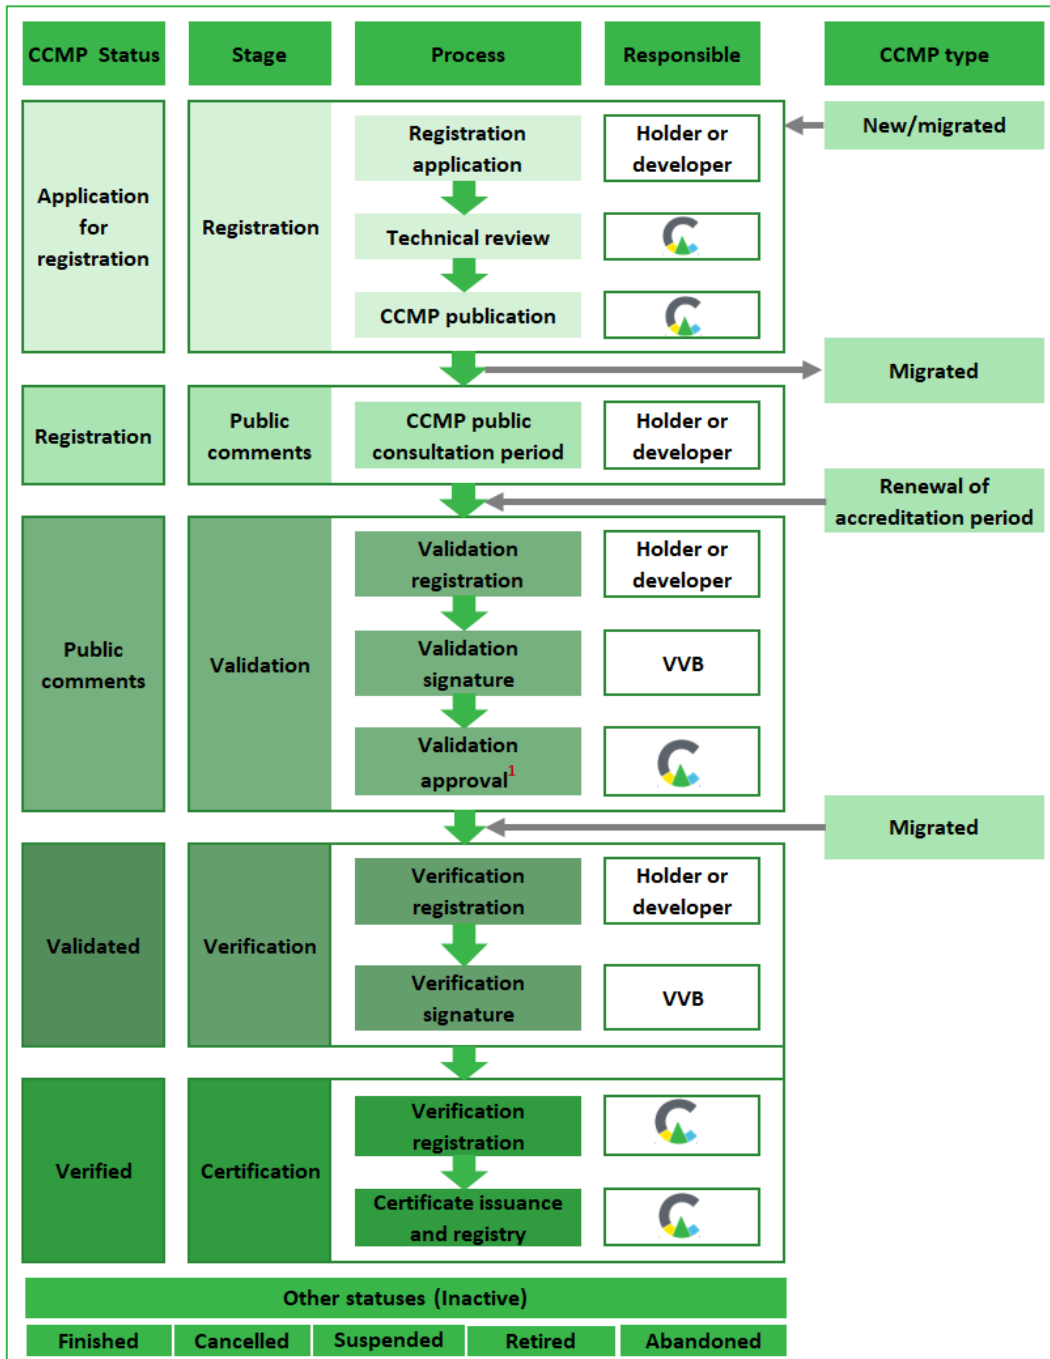 CCMP Status
Stage
Process
Responsible
CCMP type
Application
for
registration
Registration
Registration
application
Holder or
developer
New/migrated
Technical review
CCMP publication
Migrated
Registration
Public
comments
CCMP public
consultation period
Holder or
developer
Renewal of
accreditation period
Public
comments
Validation
Validation
registration
Holder or
developer
Validation
signature
VVB
Validation
approval1
Migrated
Validated
Verification
Verification
registration
Holder or
developer
Verification
signature
VVB
Verified
Certification
Verification
registration
Certificate issuance
and registry
Other statuses (Inactive)
Finished
Cancelled
Suspended
Retired
Abandoned